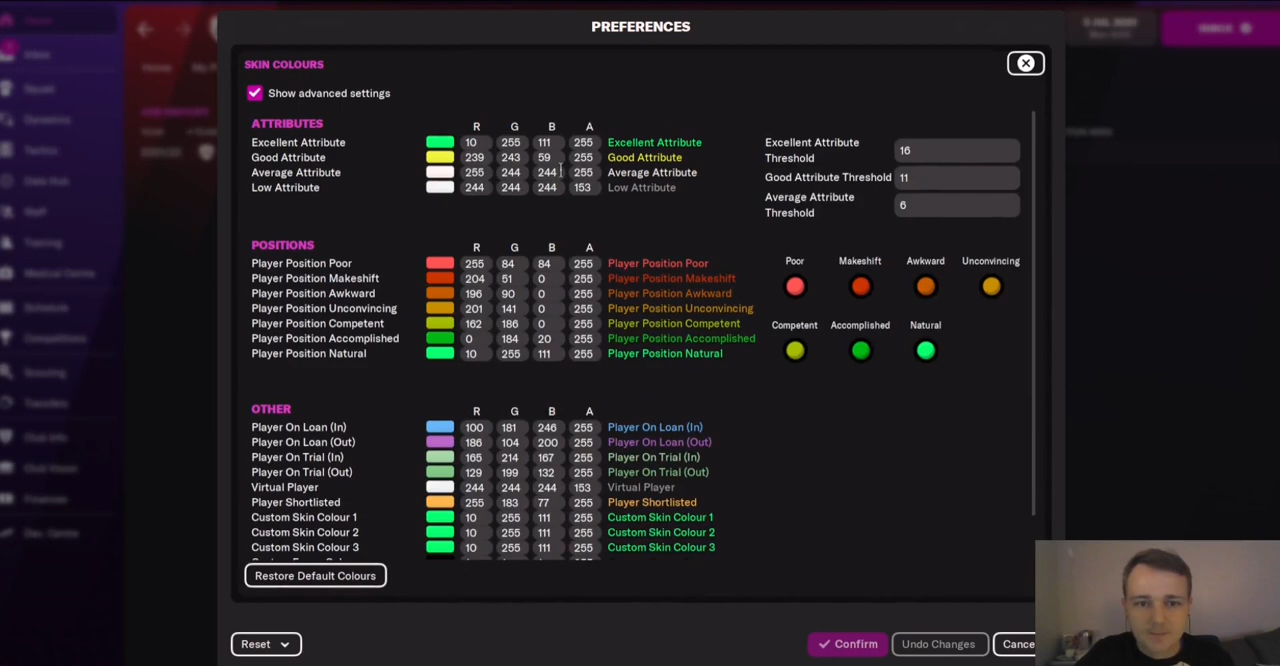 PREFERENCES
SKIN COLOURS
Show advanced settings
ATTRIBUTES R G B A
Excellent Attribute 10 255 111 255 Excellent Attribute
Good Attribute 239 243 59 255 Good Attribute
Average Attribute 255 244 244 255 Average Attribute
Low Attribute 244 244 244 153 Low Attribute
Excellent Attribute Threshold 16
Good Attribute Threshold 11
Average Attribute Threshold 6
POSITIONS R G B A
Player Position Poor 255 84 84 255 Player Position Poor
Player Position Makeshift 204 51 0 255 Player Position Makeshift
Player Position Awkward 196 90 0 255 Player Position Awkward
Player Position Unconvincing 201 141 0 255 Player Position Unconvincing
Player Position Competent 162 186 0 255 Player Position Competent
Player Position Accomplished 0 184 20 255 Player Position Accomplished
Player Position Natural 10 255 111 255 Player Position Natural
Poor Makeshift Awkward Unconvincing
Competent Accomplished Natural
OTHER R G B A
Player On Loan (In) 100 181 246 255 Player On Loan (In)
Player On Loan (Out) 186 104 200 255 Player On Loan (Out)
Player On Trial (In) 165 214 167 255 Player On Trial (In)
Player On Trial (Out) 129 199 132 255 Player On Trial (Out)
Virtual Player 244 244 244 153 Virtual Player
Player Shortlisted 255 183 77 255 Player Shortlisted
Custom Skin Colour 1 10 255 111 255 Custom Skin Colour 1
Custom Skin Colour 2 10 255 111 255 Custom Skin Colour 2
Custom Skin Colour 3 10 255 111 255 Custom Skin Colour 3
Restore Default Colours
Reset Confirm Undo Changes Cance